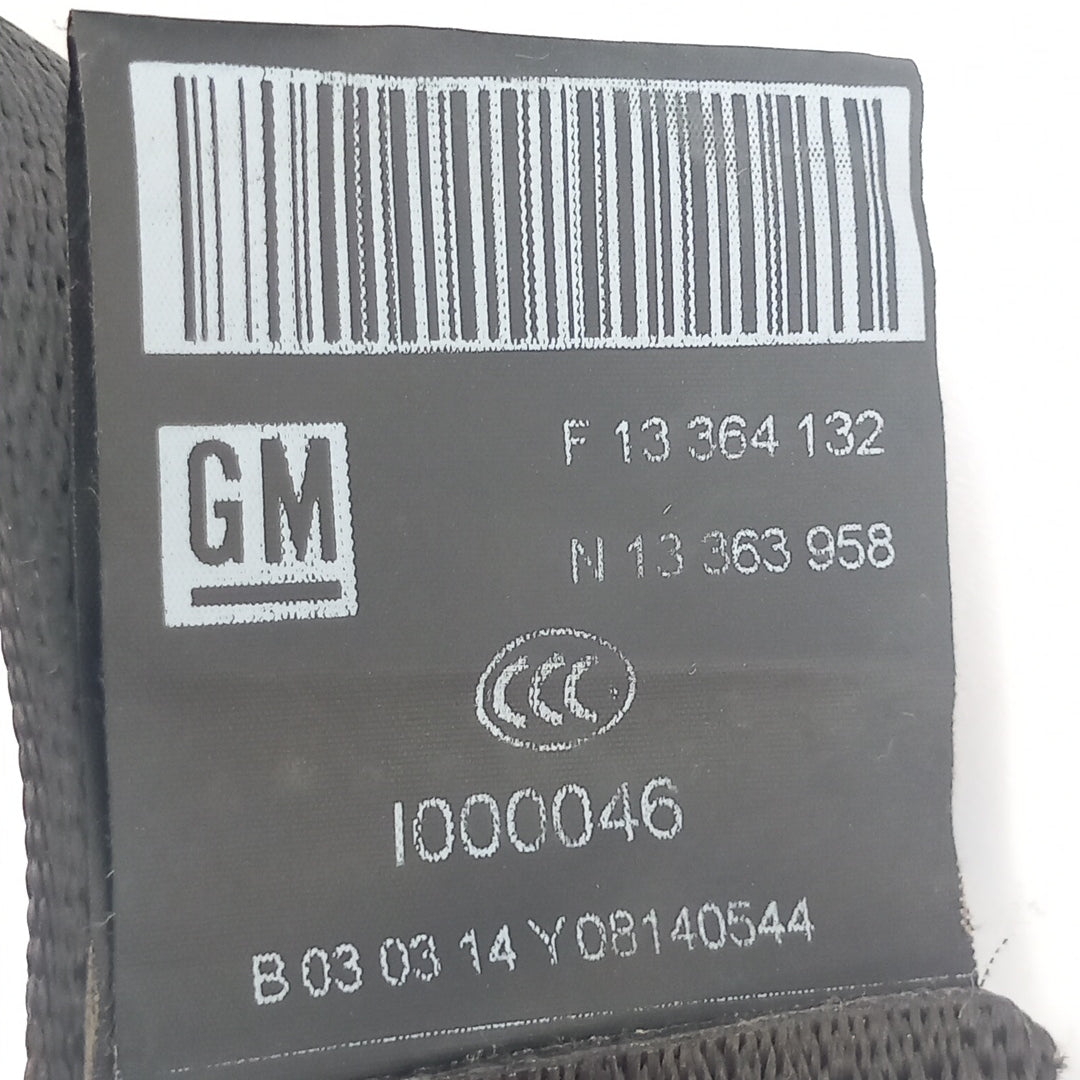 F 13 364 132
GM
N 13 363 958
CCC
I000046
B 03 03 14 Y08140544